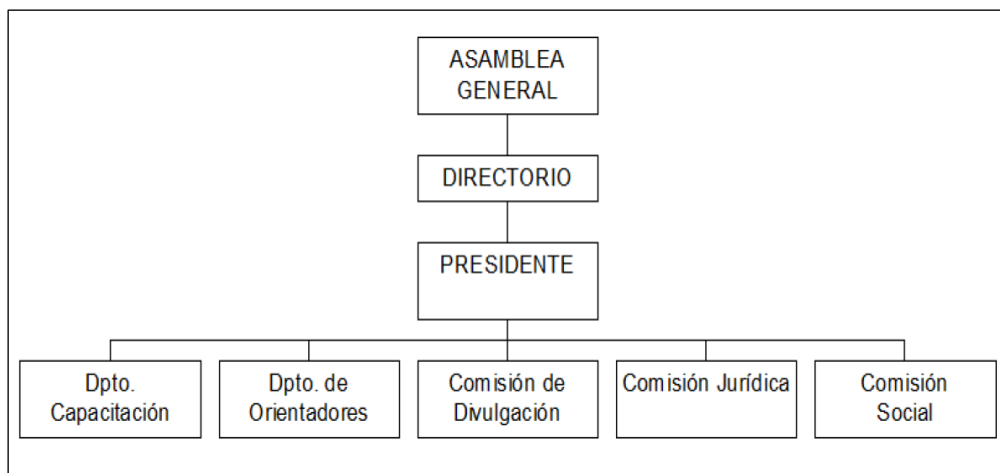 ASAMBLEA
GENERAL
DIRECTORIO
PRESIDENTE
Dpto.
Capacitación
Dpto. de
Orientadores
Comisión de
Divulgación
Comisión Jurídica
Comisión
Social